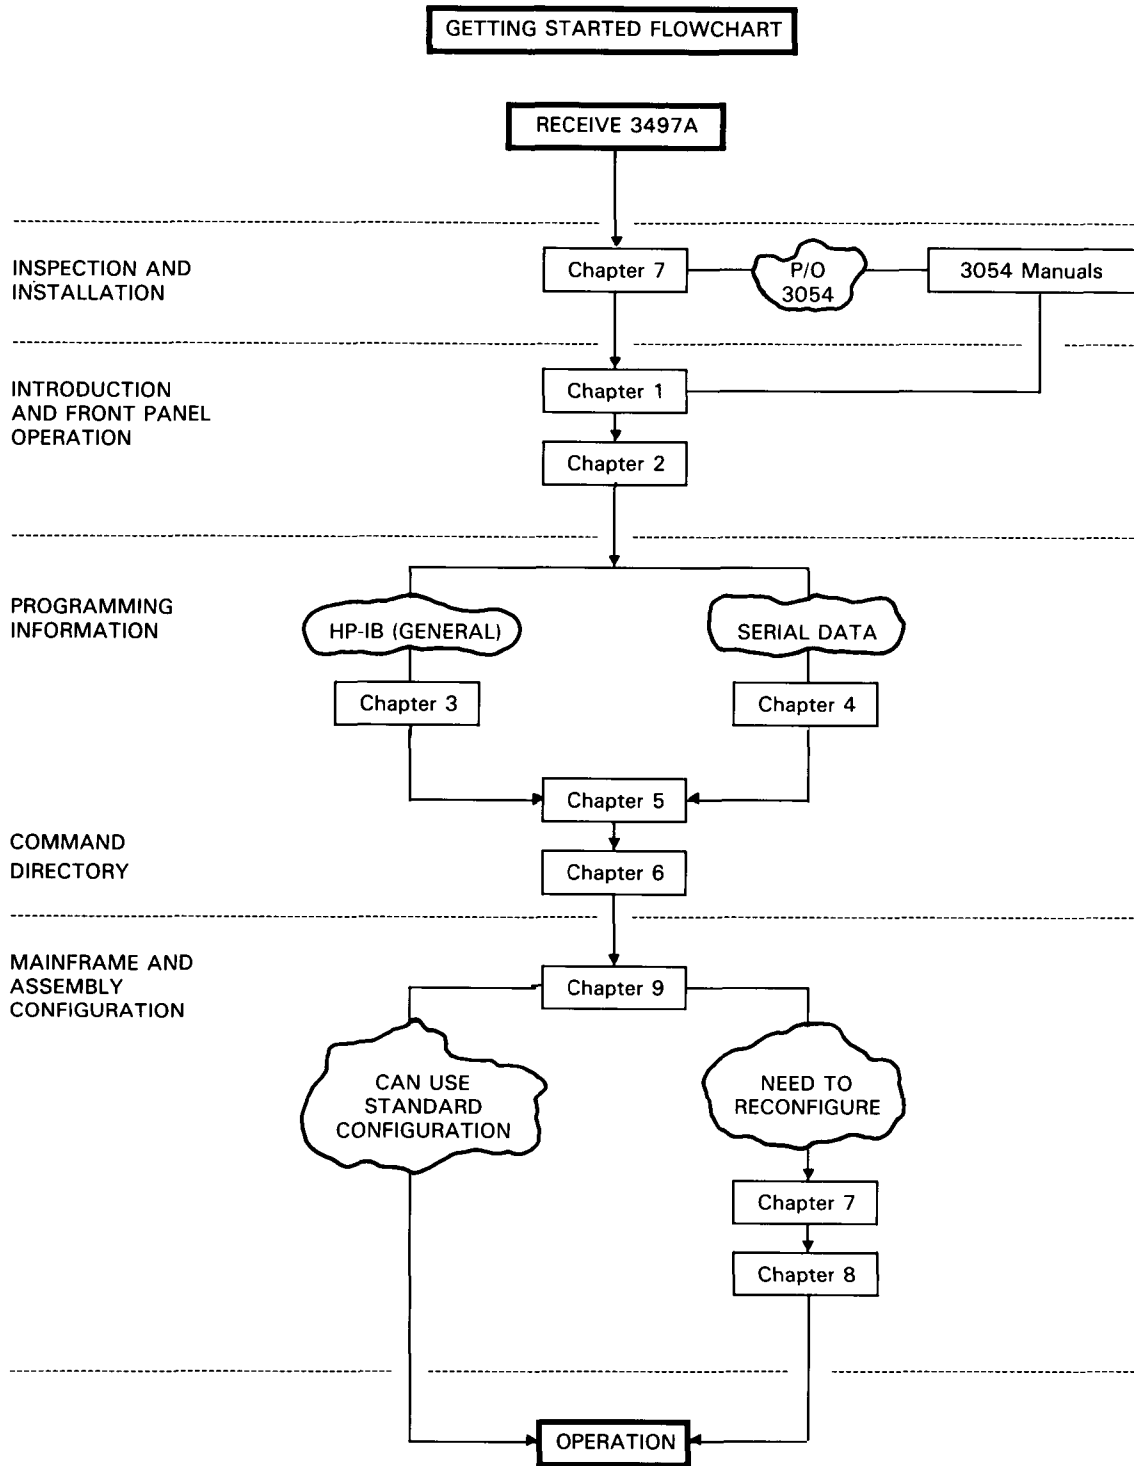 GETTING STARTED FLOWCHART
RECEIVE 3497A
INSPECTION AND
INSTALLATION
Chapter 7
P/O
3054
3054 Manuals
INTRODUCTION
AND FRONT PANEL
OPERATION
Chapter 1
Chapter 2
PROGRAMMING
INFORMATION
HP-IB (GENERAL)
SERIAL DATA
Chapter 3
Chapter 4
Chapter 5
COMMAND
DIRECTORY
Chapter 6
MAINFRAME AND
ASSEMBLY
CONFIGURATION
Chapter 9
CAN USE
STANDARD
CONFIGURATION
NEED TO
RECONFIGURE
Chapter 7
Chapter 8
OPERATION